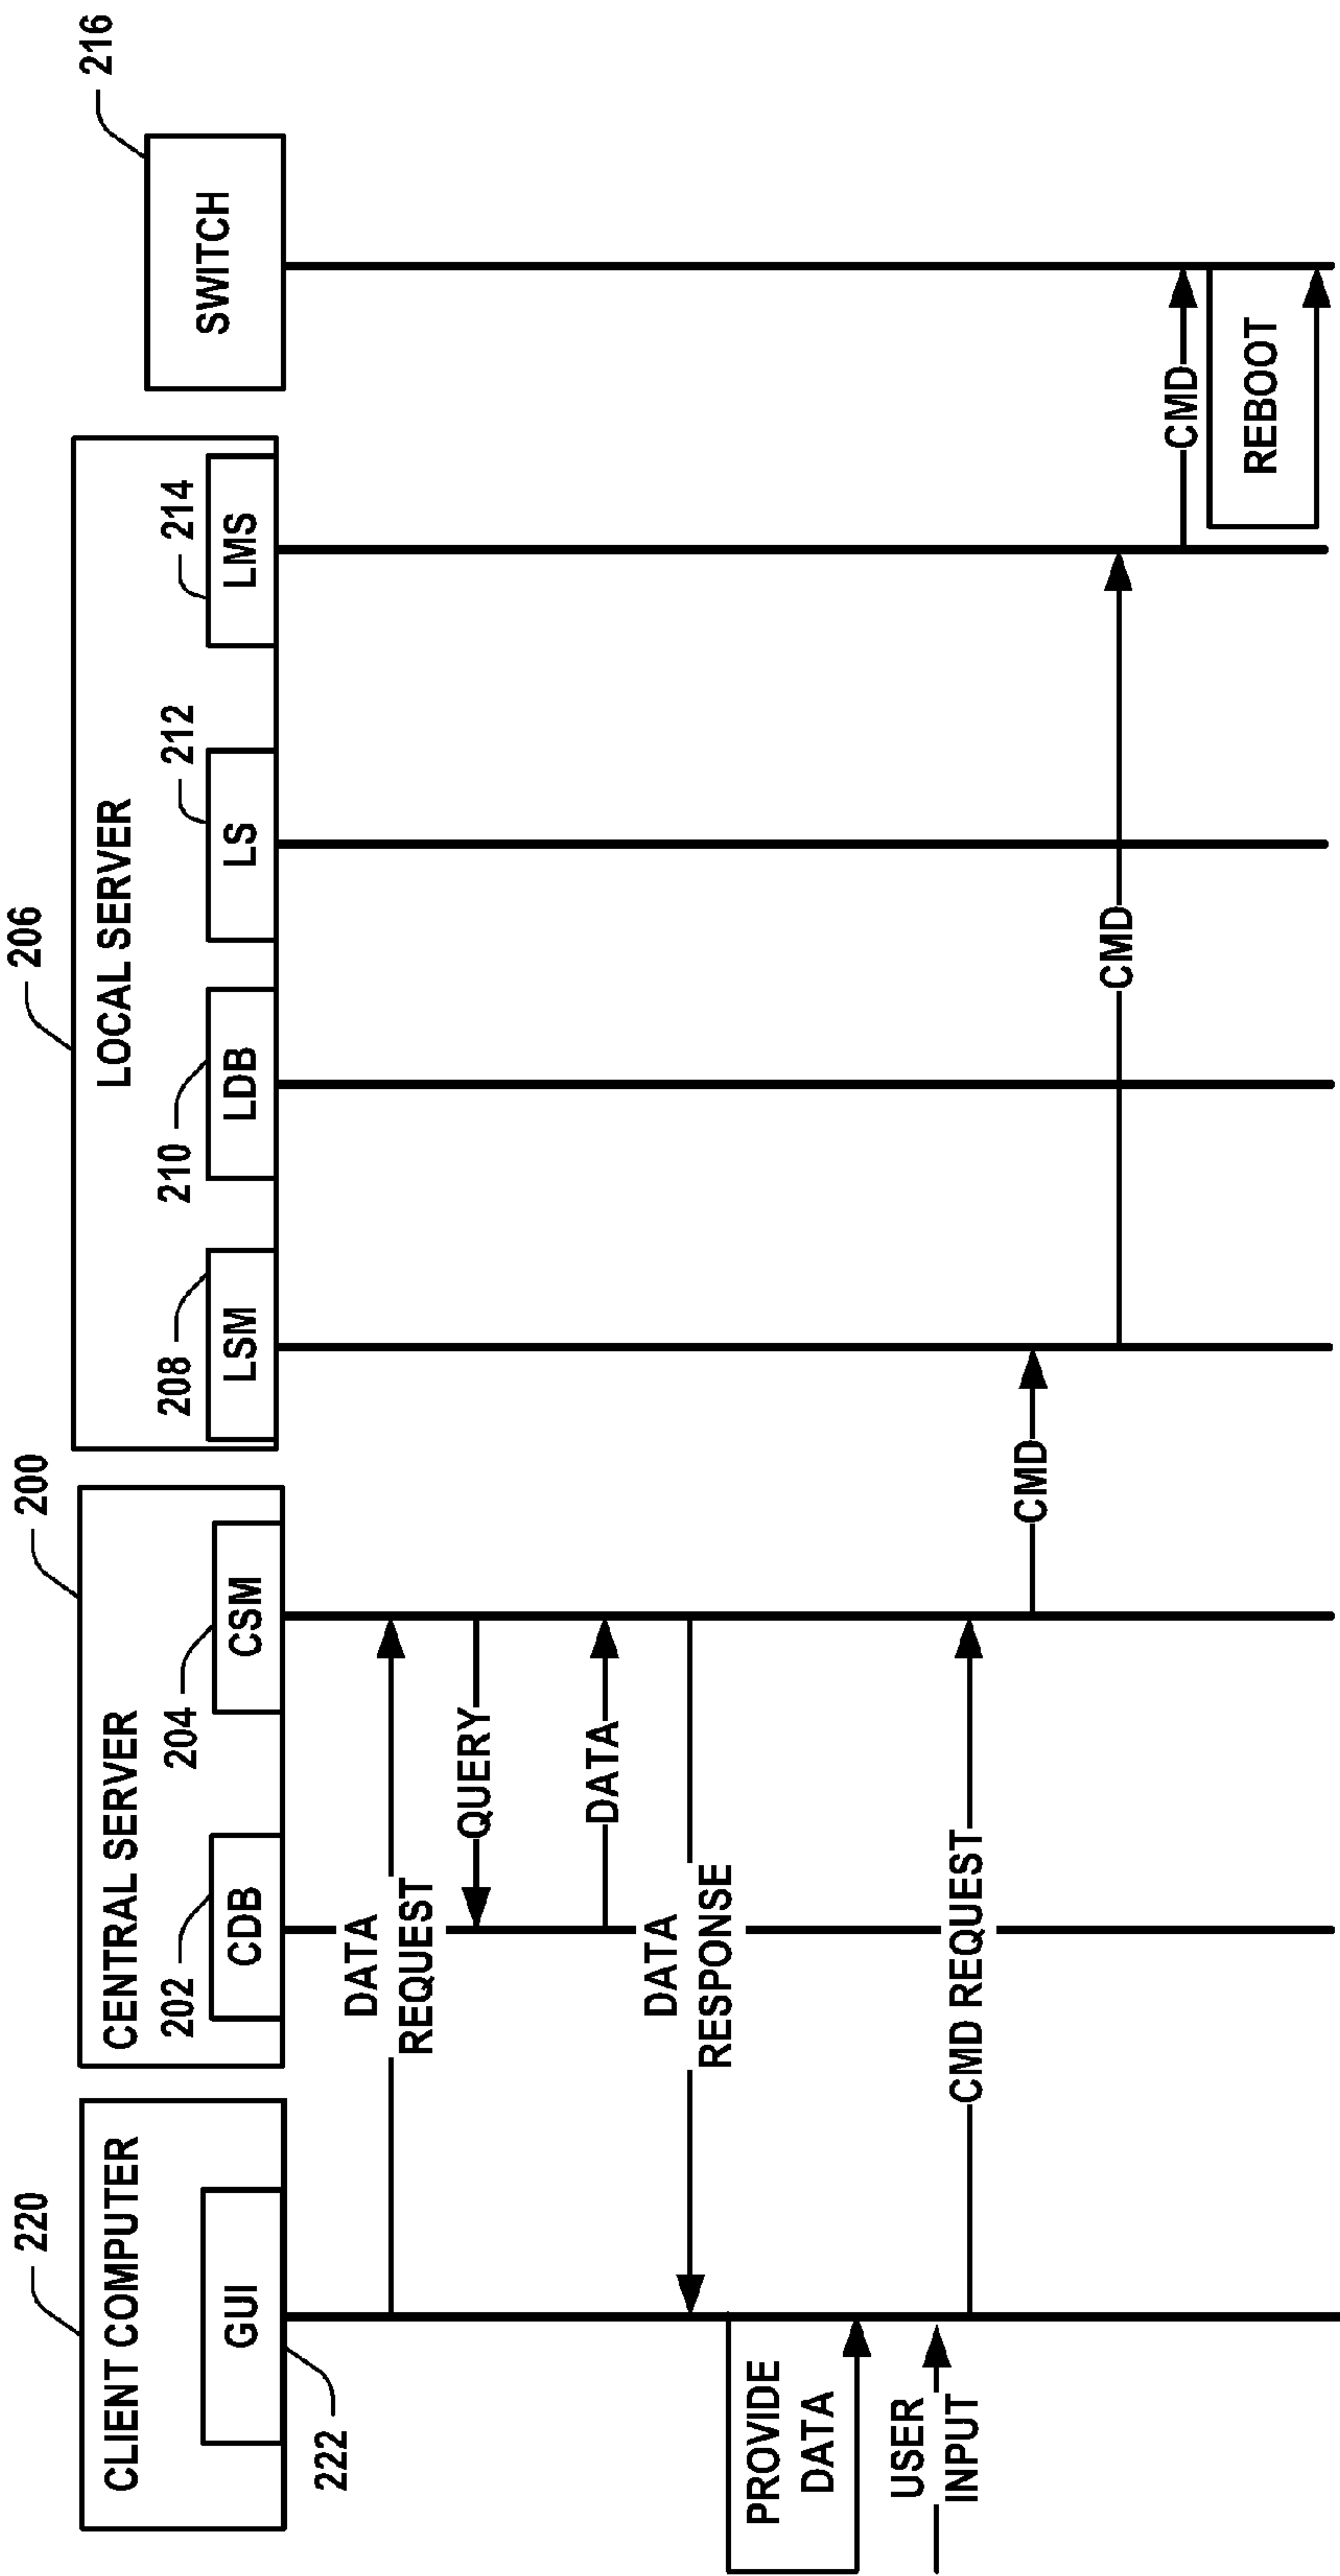 220
CLIENT COMPUTER
GUI
222
200
CENTRAL SERVER
202
CDB
204
CSM
206
LOCAL SERVER
208
LSM
210
LDB
212
LS
214
LMS
216
SWITCH
DATA
REQUEST
QUERY
DATA
DATA
RESPONSE
PROVIDE
DATA
USER
INPUT
CMD REQUEST
CMD
CMD
CMD
REBOOT